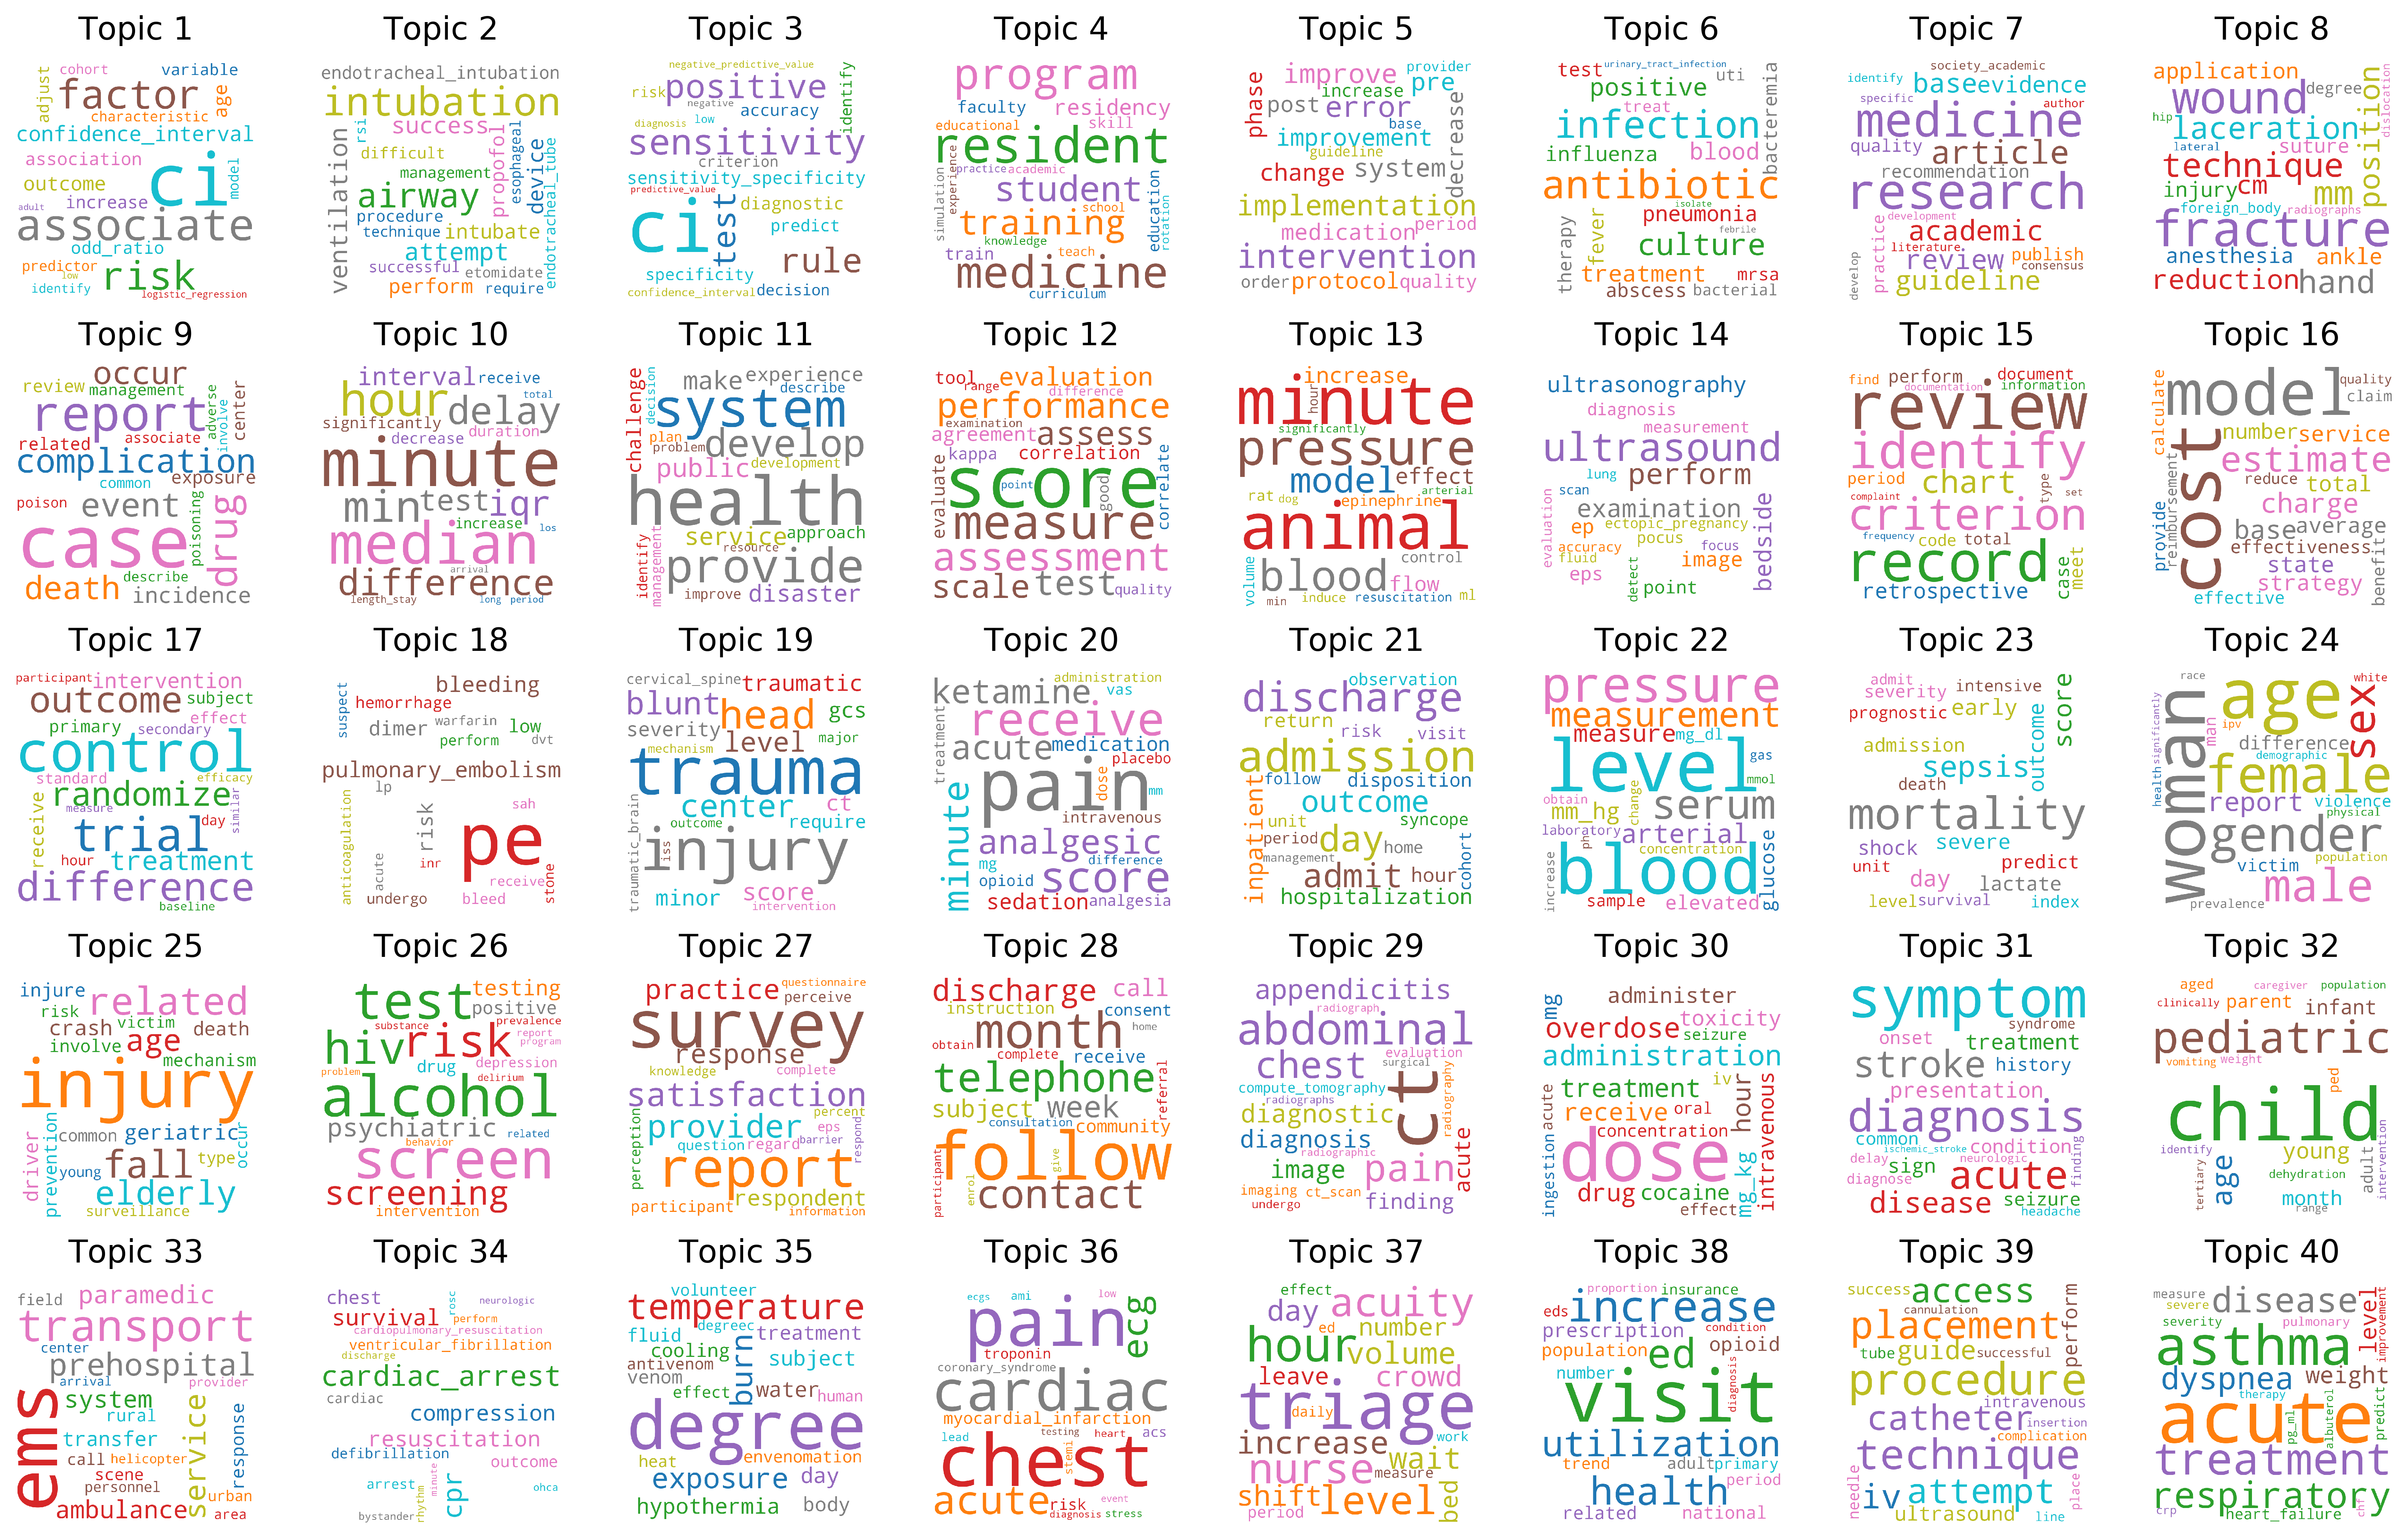 Topic 1
adjust cohort variable
factor age
characteristic
confidence_interval
association ci model
outcome
adult increase
associate
odd_ratio
predictor risk
low
identify logistic_regression
Topic 2
endotracheal_intubation
intubation
rsi success
ventilation difficult propofol esophageal device endotracheal_tube
management
airway
procedure
technique intubate
attempt
successful etomidate
perform require
Topic 3
negative_predictive_value
risk positive identify
negative accuracy
diagnosis low
sensitivity
criterion
sensitivity_specificity
predictive_value
ci test diagnostic
predict
rule
specificity
confidence_interval decision
Topic 4
program
faculty residency
educational skill
resident
simulation experience practice academic
student education rotation
school
training
knowledge
train teach
medicine
curriculum
Topic 5
phase improve provider
increase pre
post error decrease
base
improvement
guideline
change system
implementation
medication period
intervention
order protocol quality
Topic 6
test urinary_tract_infection
positive uti bacteremia
treat
infection
influenza blood
antibiotic
isolate
therapy fever pneumonia
febrile
culture
treatment mrsa
abscess bacterial
Topic 7
society_academic
identify base evidence
specific author
medicine
quality article
recommendation
research
practice development
academic
literature
develop review publish
consensus
guideline
Topic 8
application position dislocation
wound degree
hip laceration
lateral suture
technique
injury cm mm
foreign_body radiographs
fracture
anesthesia ankle
reduction hand
Topic 9
occur
review management adverse involve center
report
related associate
complication
common exposure
poison event poisoning drug
case
describe
death incidence
Topic 10
interval receive
hour total
significantly delay
decrease duration
minute
min test iqr
increase los
median
arrival
difference
length_stay long period
Topic 11
challenge decision make experience
describe
system
plan
problem develop
public development
health
service approach
resource
identify management provide
improve disaster
Topic 12
tool evaluation
range difference
performance
examination
agreement assess
kappa correlation
evaluate score point good correlate
measure
assessment
scale test quality
Topic 13
increase
minute
hour
significantly
pressure
model effect
arterial
rat dog epinephrine
animal
control
volume blood flow
min induce resuscitation ml
Topic 14
ultrasonography
diagnosis
measurement
ultrasound
lung perform
scan
evaluation examination bedside
ep ectopic_pregnancy
pocus
accuracy focus
fluid image
eps
detect point
Topic 15
find perform document
documentation information
review
identify
period chart type set
complaint
criterion
frequency code total
record case meet
retrospective
Topic 16
calculate model quality
claim
cost number service
estimate
reduce total
provide reimbursement charge
base average
effectiveness benefit
state
strategy
effective
Topic 17
participant intervention
outcome subject
effect
primary secondary
control
standard efficacy
receive randomize similar
measure
trial day
hour treatment
difference
baseline
Topic 18
suspect bleeding
hemorrhage
dimer warfarin low
perform dvt
pulmonary_embolism
lp
anticoagulation risk sah
pe
acute inr
receive stone
undergo bleed
Topic 19
cervical_spine traumatic
blunt head gcs
severity
mechanism level major
trauma
traumatic_brain center ct
outcome require
iss injury
minor score
intervention
Topic 20
administration
ketamine vas
treatment receive
acute medication
placebo
minute pain dose mm
intravenous
analgesic
mg difference
opioid score
sedation analgesia
Topic 21
observation
discharge
return risk visit
admission
inpatient follow disposition
outcome
unit syncope
period day home cohort
management
admit hour
hospitalization
Topic 22
pressure
measurement
measure mg_dl
level gas
mmol
obtain change serum
mm_hg
laboratory arterial
ph concentration glucose
increase blood
sample elevated
Topic 23
admit intensive outcome score
severity
prognostic early
admission
sepsis
death
mortality
shock severe
unit predict
day lactate
level survival index
Topic 24
race age sex white
health significantly woman man ipv
difference
demographic
female
report violence
physical
gender
victim population
male
prevalence
Topic 25
injure related
risk
crash victim death
involve age
mechanism
injury
driver prevention common geriatric occur
young fall type
elderly
surveillance
Topic 26
test testing
positive
substance prevalence
hiv risk report
program
problem drug depression
delirium
alcohol
psychiatric related
behavior
screen
screening
intervention
Topic 27
practice questionnaire
perceive
survey
response
knowledge complete
satisfaction
perception provider percent
eps
question regard barrier respond
report
respondent
participant information
Topic 28
discharge call
instruction consent
month home
obtain complete receive
telephone referral
subject week
consultation community
follow
participant enrol give
contact
Topic 29
appendicitis
radiograph
abdominal
chest evaluation
surgical
compute_tomography ct radiography
radiographs
diagnostic
diagnosis
radiographic acute
image pain
imaging ct_scan
undergo finding
Topic 30
mg administer
overdose toxicity
seizure
administration
ingestion acute treatment iv hour intravenous
receive oral
concentration
dose
drug cocaine mg_kg
effect
Topic 31
symptom
syndrome
onset treatment
stroke history
presentation
diagnosis
common condition finding
ischemic_stroke
delay neurologic
sign
diagnose acute
disease seizure
headache
Topic 32
aged caregiver population
clinically parent infant
pediatric
vomiting weight
ped
child
identify young adult intervention
tertiary age dehydration
month
range
Topic 33
field paramedic
transport
center
prehospital
arrival provider
ems system service response
rural
transfer
call helicopter
scene
personnel urban
ambulance area
Topic 34
chest rosc neurologic
survival perform
cardiopulmonary_resuscitation
ventricular_fibrillation
discharge
cardiac_arrest
cardiac
compression
resuscitation
defibrillation outcome
arrest minute cpr ohca
bystander rhythm
Topic 35
volunteer
temperature
fluid degreec
burn treatment
cooling
antivenom subject
venom
effect water human
degree
heat envenomation
exposure day
hypothermia body
Topic 36
ecgs ami low
pain ecg
troponin
coronary_syndrome
cardiac
myocardial_infarction
lead testing stemi heart acs
chest
acute risk event
diagnosis stress
Topic 37
effect acuity
day
ed number
hour volume
leave crowd
triage
daily
increase work
nurse wait
measure
shift level bed
period
Topic 38
proportion insurance
eds increase
prescription condition
population ed opioid
number diagnosis
visit
utilization
trend adult primary
health period
related national
Topic 39
success access perform
cannulation
placement
tube guide successful
procedure
intravenous
catheter insertion
complication
technique
needle iv attempt place
ultrasound line
Topic 40
measure disease level improvement
severe
severity pulmonary
asthma
dyspnea weight
therapy
acute pg_ml albuterol predict
treatment
respiratory
crp heart_failure chf